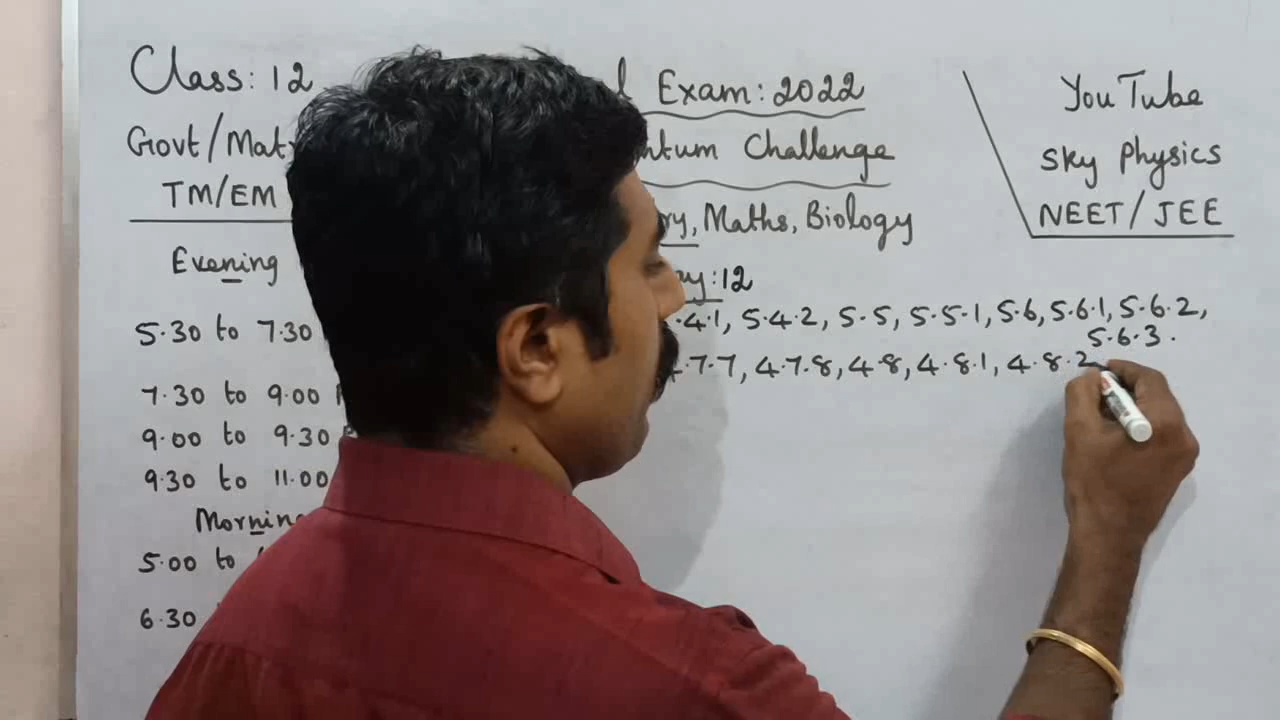 Class: 12
Exam: 2022
Govt/Mat
Challenge
TM/EM
Maths, Biology
YouTube
Sky Physics
NEET/JEE
Evening
:12
5.30 to 7.30
4.1, 5.4.2, 5.5, 5.5.1, 5.6, 5.6.1, 5.6.2,
5.6.3.
7.7, 4.7.8, 4.8, 4.8.1, 4.8.2
7.30 to 9.00
9.00 to 9.30
9.30 to 11.00
Morning
5.00 to
6.30